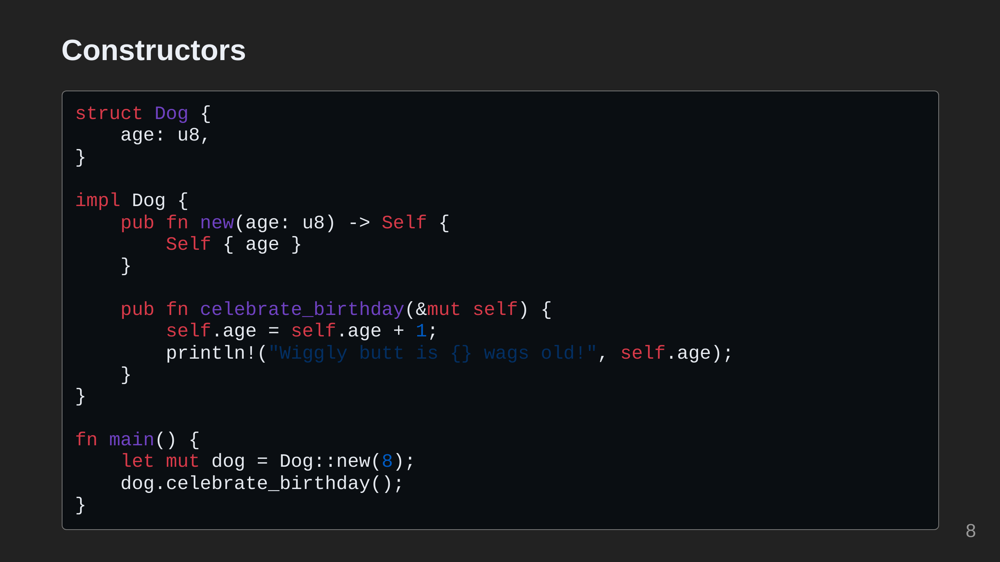 Constructors
struct Dog {
    age: u8,
}

impl Dog {
    pub fn new(age: u8) -> Self {
        Self { age }
    }

    pub fn celebrate_birthday(&mut self) {
        self.age = self.age + 1;
        println!("Wiggly butt is {} wags old!", self.age);
    }
}

fn main() {
    let mut dog = Dog::new(8);
    dog.celebrate_birthday();
}
8